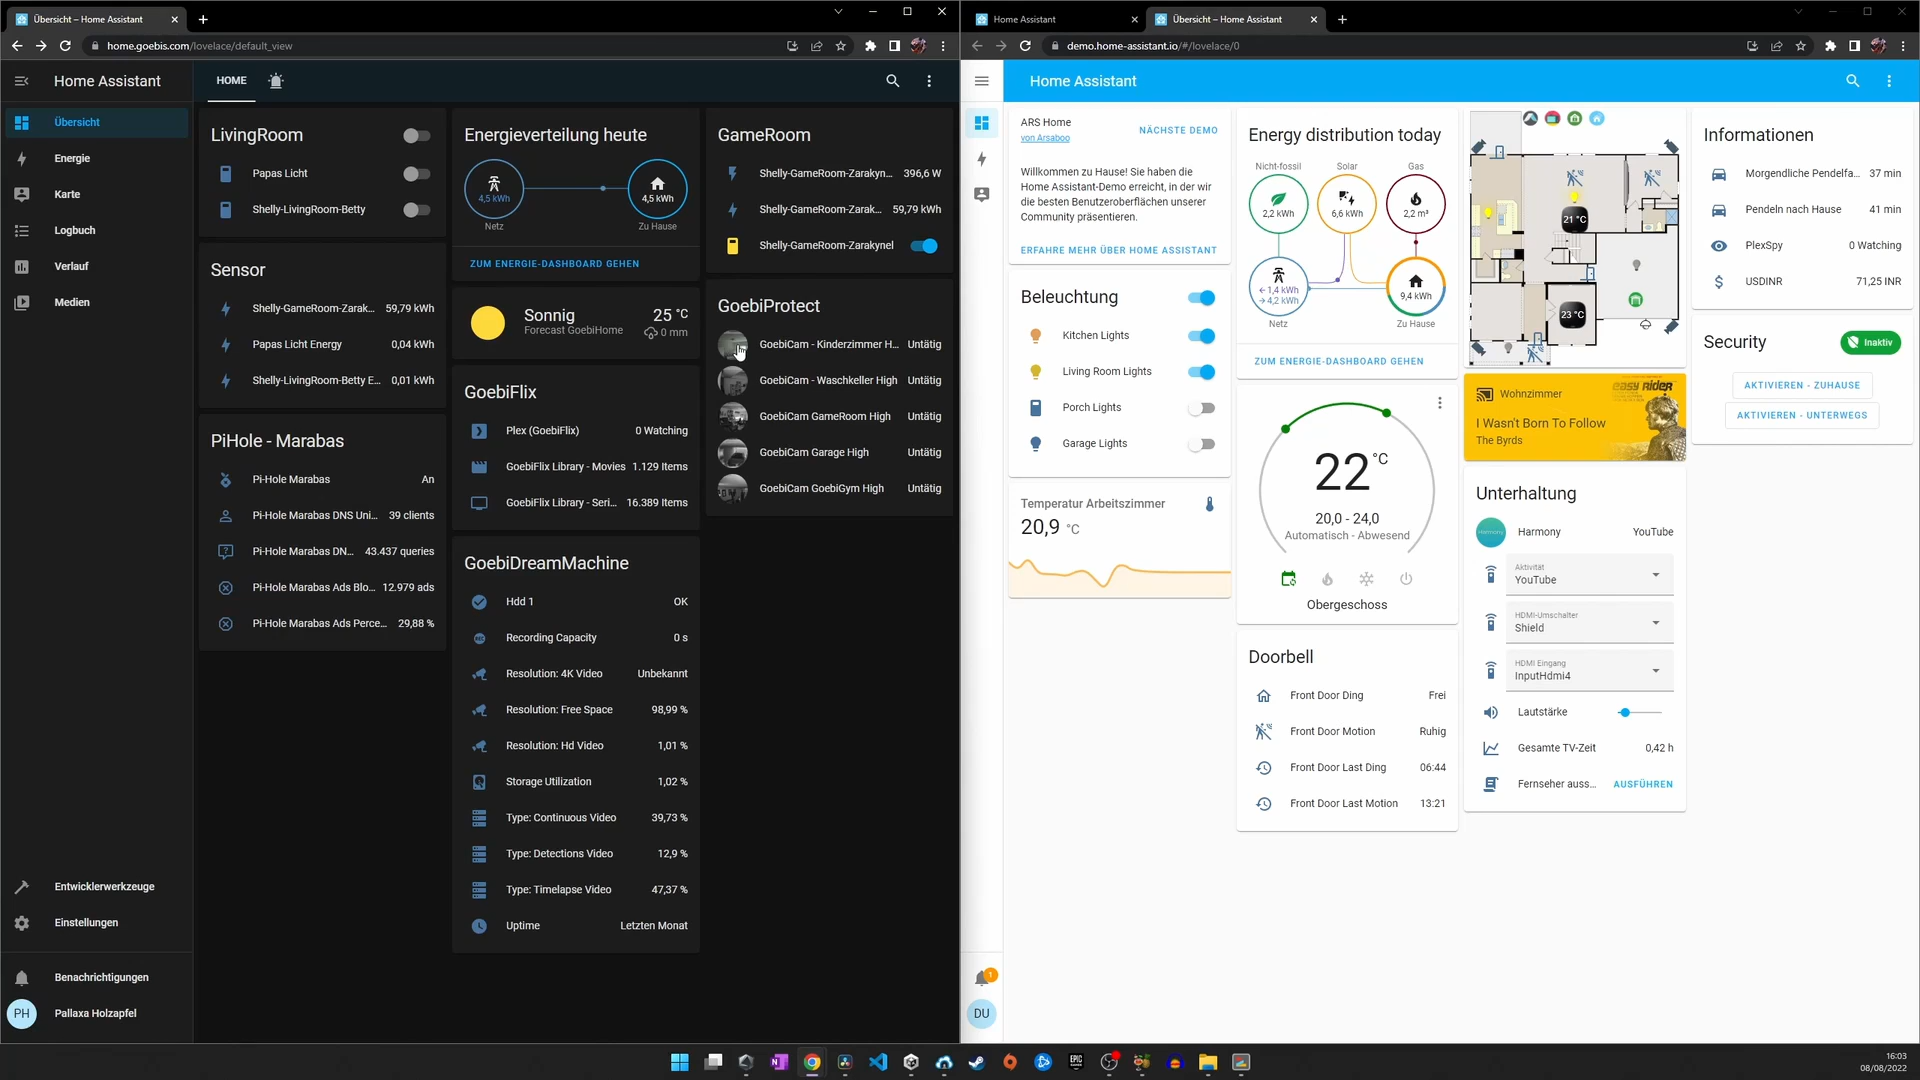 Übersicht – Home Assistant
home.goebis.com/lovelace/default_view
Home Assistant
HOME
Übersicht
Energie
Karte
Logbuch
Verlauf
Medien
Entwicklerwerkzeuge
Einstellungen
Benachrichtigungen
PH
Pallaxa Holzapfel
LivingRoom
Papas Licht
Shelly-LivingRoom-Betty
Sensor
Shelly-GameRoom-Zarak... 59,79 kWh
Papas Licht Energy 0,04 kWh
Shelly-LivingRoom-Betty E... 0,01 kWh
PiHole - Marabas
Pi-Hole Marabas An
Pi-Hole Marabas DNS Uni... 39 clients
Pi-Hole Marabas DN... 43.437 queries
Pi-Hole Marabas Ads Blo... 12.979 ads
Pi-Hole Marabas Ads Perce... 29,88 %
Energieverteilung heute
4,5 kWh
4,5 kWh
Netz
Zu Hause
ZUM ENERGIE-DASHBOARD GEHEN
Sonnig 25 °C
Forecast GoebiHome 0 mm
GoebiFlix
Plex (GoebiFlix) 0 Watching
GoebiFlix Library - Movies 1.129 Items
GoebiFlix Library - Seri... 16.389 Items
GoebiDreamMachine
Hdd 1 OK
Recording Capacity 0 s
Resolution: 4K Video Unbekannt
Resolution: Free Space 98,99 %
Resolution: Hd Video 1,01 %
Storage Utilization 1,02 %
Type: Continuous Video 39,73 %
Type: Detections Video 12,9 %
Type: Timelapse Video 47,37 %
Uptime Letzten Monat
GameRoom
Shelly-GameRoom-Zarakyn... 396,6 W
Shelly-GameRoom-Zarak... 59,79 kWh
Shelly-GameRoom-Zarakynel
GoebiProtect
GoebiCam - Kinderzimmer H... Untätig
GoebiCam - Waschkeller High Untätig
GoebiCam GameRoom High Untätig
GoebiCam Garage High Untätig
GoebiCam GoebiGym High Untätig
Home Assistant
Übersicht – Home Assistant
demo.home-assistant.io/#/lovelace/0
Home Assistant
1
DU
ARS Home
von Arsaboo
NÄCHSTE DEMO
Willkommen zu Hause! Sie haben die
Home Assistant-Demo erreicht, in der wir
die besten Benutzeroberflächen unserer
Community präsentieren.
ERFAHRE MEHR ÜBER HOME ASSISTANT
Beleuchtung
Kitchen Lights
Living Room Lights
Porch Lights
Garage Lights
Temperatur Arbeitszimmer
20,9 °C
Energy distribution today
Nicht-fossil
Solar
Gas
2,2 kWh
6,6 kWh
2,2 m³
← 1,4 kWh
→ 4,2 kWh
9,4 kWh
Netz
Zu Hause
ZUM ENERGIE-DASHBOARD GEHEN
22 °C
20,0 - 24,0
Automatisch - Abwesend
Obergeschoss
Doorbell
Front Door Ding Frei
Front Door Motion Ruhig
Front Door Last Ding 06:44
Front Door Last Motion 13:21
21 °C
23 °C
Wohnzimmer
easy RIDER
I Wasn't Born To Follow
The Byrds
Unterhaltung
Harmony
Harmony YouTube
Aktivität
YouTube
HDMI-Umschalter
Shield
HDMI Eingang
InputHdmi4
Lautstärke
Gesamte TV-Zeit 0,42 h
Fernseher auss... AUSFÜHREN
Informationen
Morgendliche Pendelfa... 37 min
Pendeln nach Hause 41 min
PlexSpy 0 Watching
USDINR 71,25 INR
Security
Inaktiv
AKTIVIEREN - ZUHAUSE
AKTIVIEREN - UNTERWEGS
EPIC
GAMES
16:03
08/08/2022